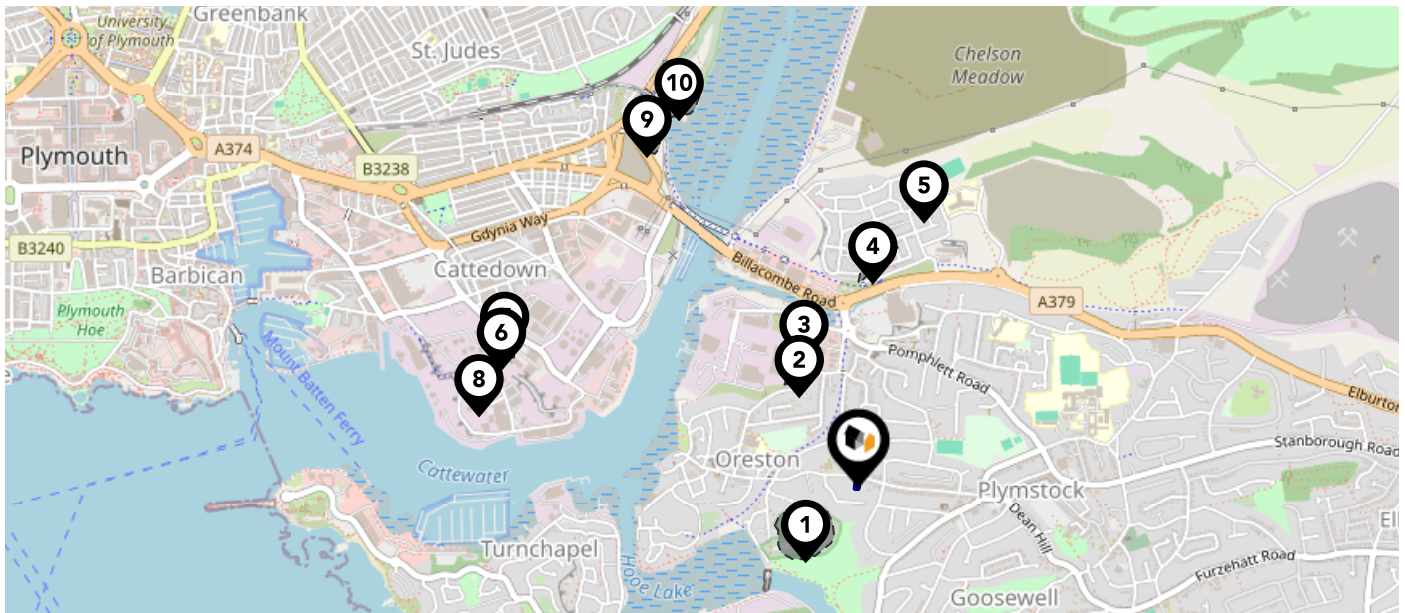 Greenbank
University
of Plymouth
St. Judes
Chelson
Meadow
10
9
A374
Plymouth
B3238
5
Gdynia Way
4
B3240
Barbican
Cattedown
Billacombe Road
A379
Plymouth
Hoe
6
3
2
Pomphlett Road
Mount Batten Ferry
8
Elburton
Stanborough Road
Oreston
Cattewater
Plymstock
1
Dean Hill
Turnchapel
Hooe Lake
Furzehatt Road
Goosewell